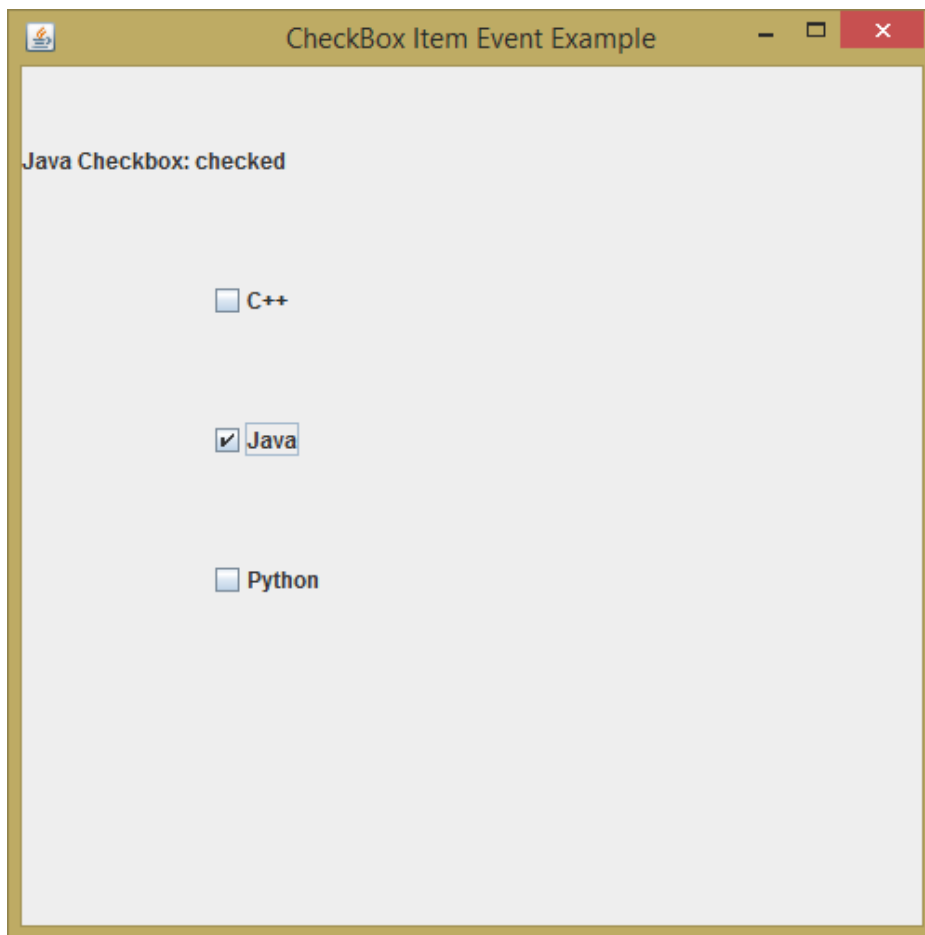 CheckBox Item Event Example
Java Checkbox: checked
C++
Java
Python